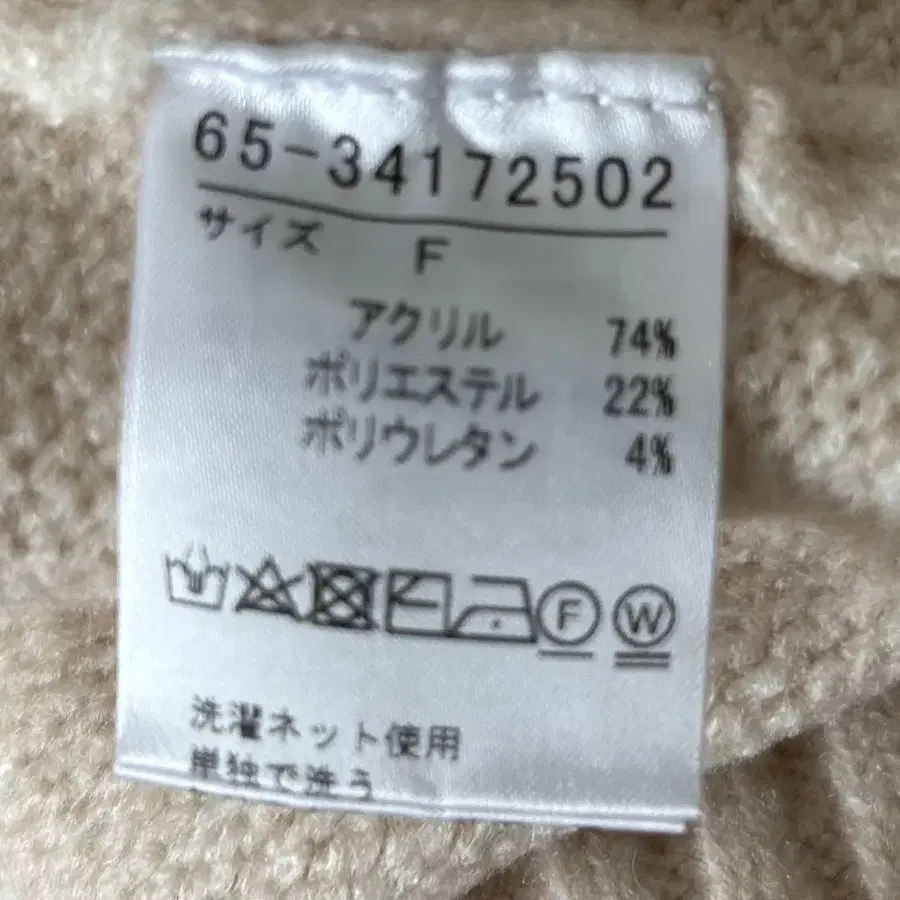 65-34172502
サイズ F
アクリル 74%
ポリエステル 22%
ポリウレタン 4%
F W
洗濯ネット使用
単独で洗う